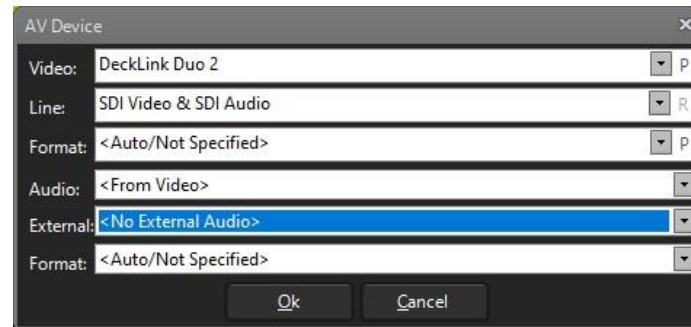 AV Device x
Video: DeckLink Duo 2 P
Line: SDI Video & SDI Audio R
Format: <Auto/Not Specified> P
Audio: <From Video>
External: <No External Audio>
Format: <Auto/Not Specified>
Ok Cancel